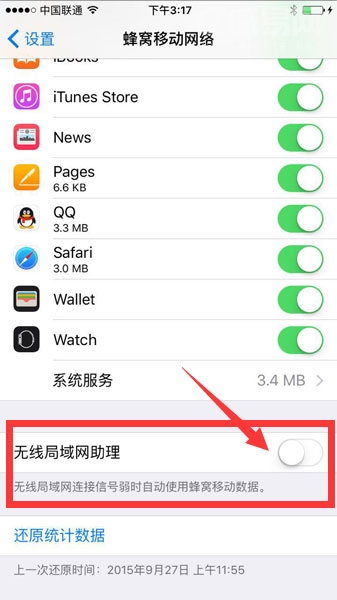 中国联通
下午3:17
设置
蜂窝移动网络
iBooks
iTunes Store
News
Pages
6.6 KB
QQ
3.3 MB
Safari
3.0 MB
Wallet
Watch
系统服务
3.4 MB
无线局域网助理
无线局域网连接信号弱时自动使用蜂窝移动数据。
还原统计数据
上一次还原时间：2015年9月27日 上午11:55